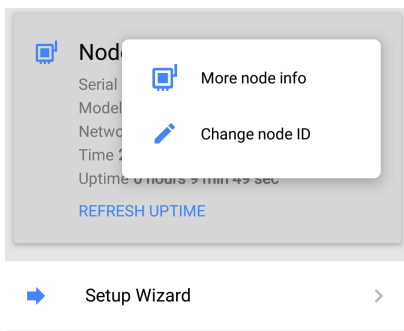 Node
Serial
Model
Netwo
Time 2
Uptime 0 hours 9 min 49 sec
REFRESH UPTIME
More node info
Change node ID
Setup Wizard